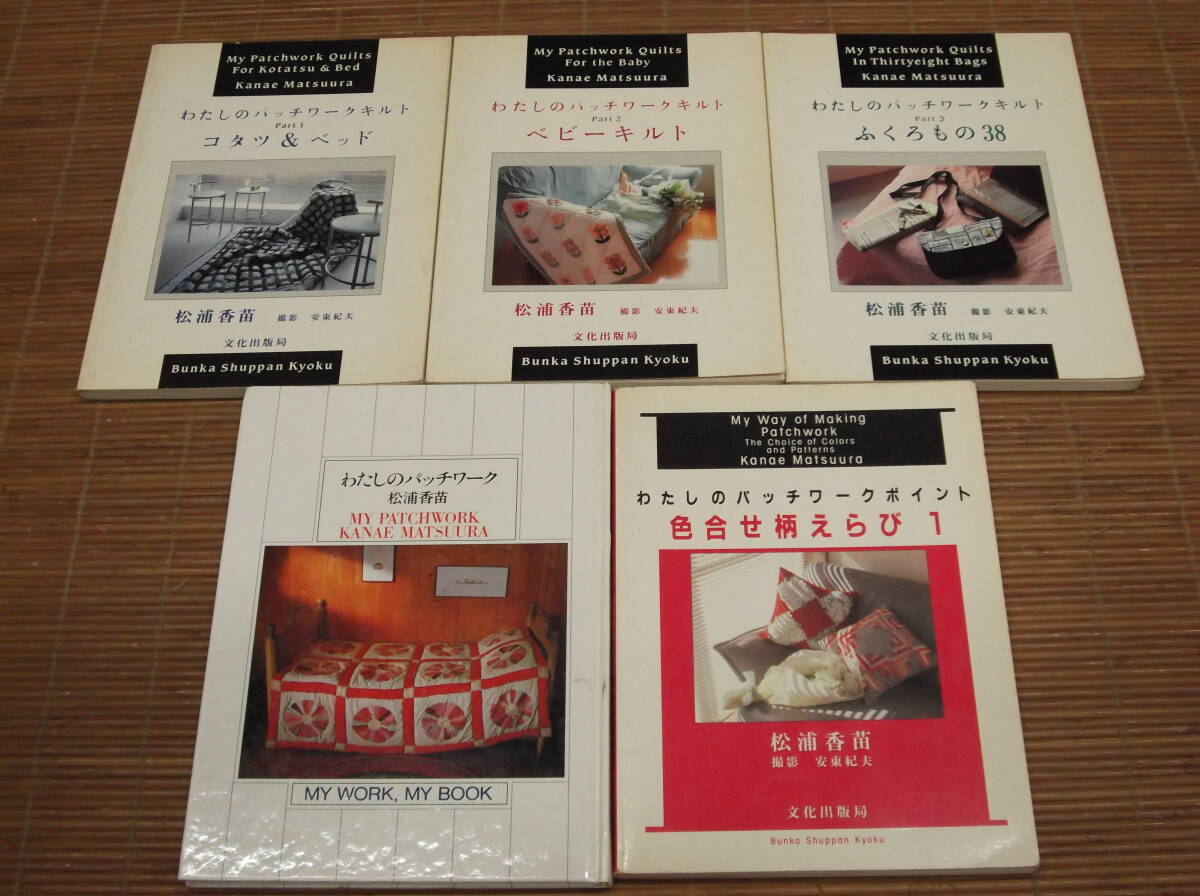 My Patchwork Quilts
For Kotatsu & Bed
Kanae Matsuura
わたしのパッチワークキルト
Part 1
コタツ & ベッド
松浦香苗 撮影 安東紀夫
文化出版局
Bunka Shuppan Kyoku
My Patchwork Quilts
For the Baby
Kanae Matsuura
わたしのパッチワークキルト
Part 2
ベビーキルト
松浦香苗 撮影 安東紀夫
文化出版局
Bunka Shuppan Kyoku
My Patchwork Quilts
In Thirtyeight Bags
Kanae Matsuura
わたしのパッチワークキルト
Part 3
ふくろもの38
松浦香苗 撮影 安東紀夫
文化出版局
Bunka Shuppan Kyoku
わたしのパッチワーク
松浦香苗
MY PATCHWORK
KANAE MATSUURA
MY WORK, MY BOOK
My Way of Making
Patchwork
The Choice of Colors
and Patterns
Kanae Matsuura
わたしのパッチワークポイント
色合せ柄えらび 1
松浦香苗
撮影 安東紀夫
文化出版局
Bunka Shuppan Kyoku